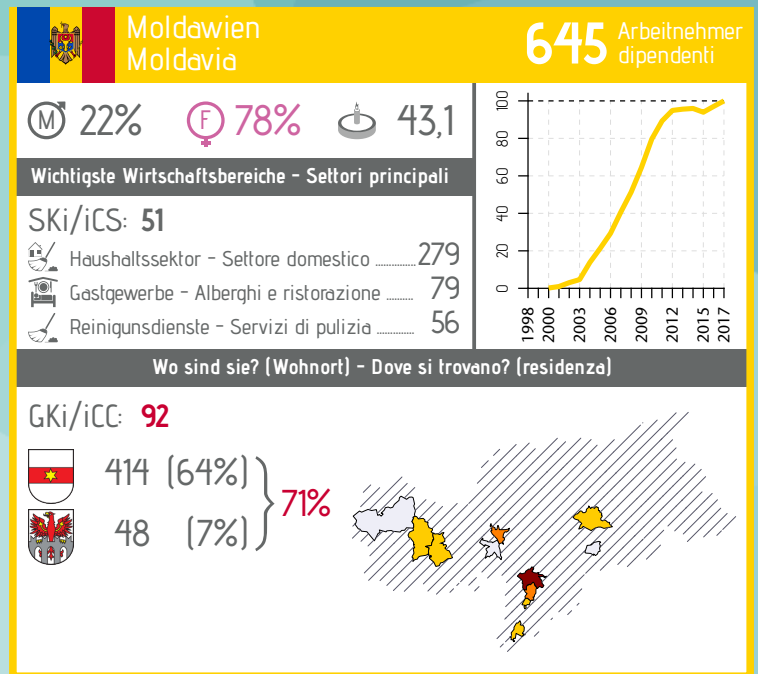 Moldawien
Moldavia
645 Arbeitnehmer
dipendenti
M 22% F 78% 43,1
Wichtigste Wirtschaftsbereiche - Settori principali
SKi/iCS: 51
Haushaltssektor - Settore domestico ............... 279
Gastgewerbe - Alberghi e ristorazione ......... 79
Reinigunsdienste - Servizi di pulizia ............. 56
100
80
60
40
20
0
1998
2000
2003
2006
2009
2012
2015
2017
Wo sind sie? (Wohnort) - Dove si trovano? (residenza)
GKi/iCC: 92
414 (64%)
48 (7%)
71%